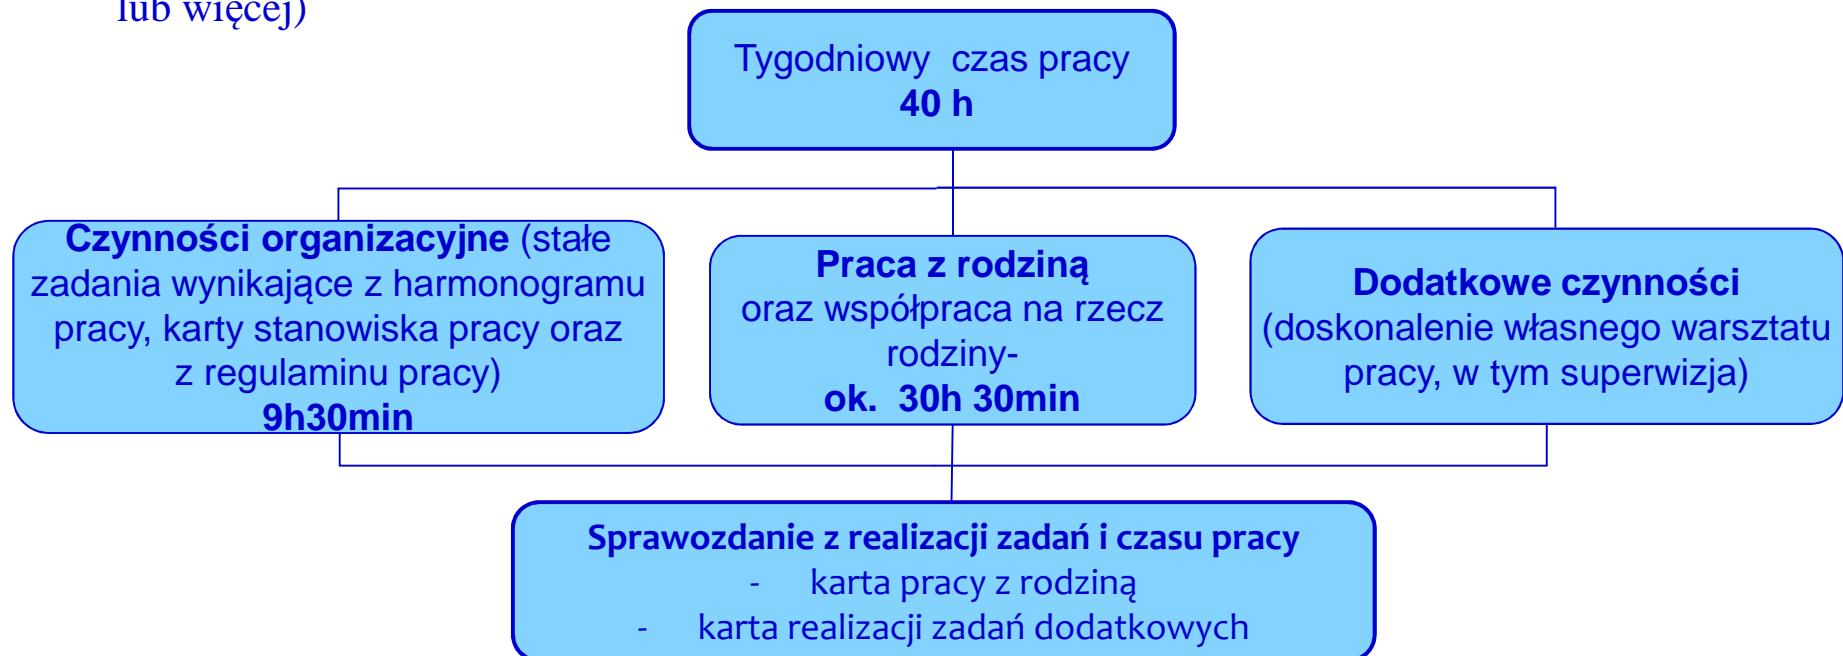 lub więcej)
Tygodniowy czas pracy
40 h
Czynności organizacyjne (stałe
zadania wynikające z harmonogramu
pracy, karty stanowiska pracy oraz
z regulaminu pracy)
9h30min
Praca z rodziną
oraz współpraca na rzecz
rodziny-
ok. 30h 30min
Dodatkowe czynności
(doskonalenie własnego warsztatu
pracy, w tym superwizja)
Sprawozdanie z realizacji zadań i czasu pracy
- karta pracy z rodziną
- karta realizacji zadań dodatkowych